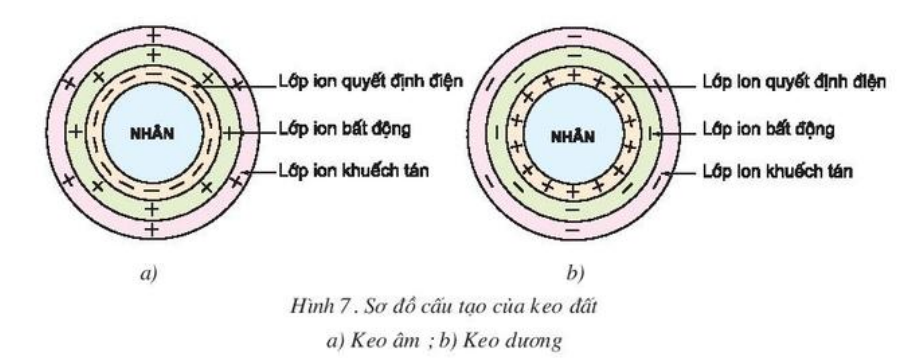 NHÂN
Lớp ion quyết định điện
Lớp ion bất động
Lớp ion khuếch tán
a)
NHÂN
Lớp ion quyết định điện
Lớp ion bất động
Lớp ion khuếch tán
b)
Hình 7. Sơ đồ cấu tạo của keo đất
a) Keo âm ; b) Keo dương